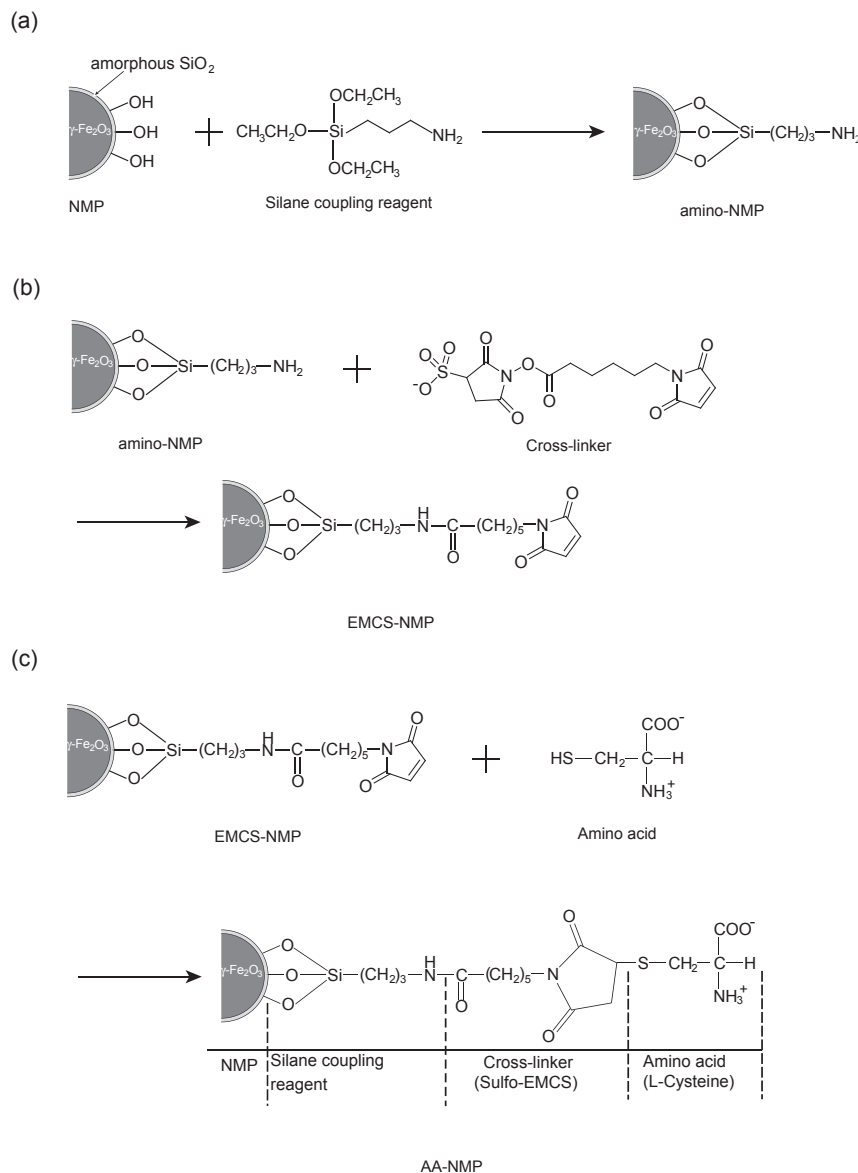 (a)
amorphous SiO2
OH
OH
OH
γ-Fe2O3
NMP
OCH2CH3
CH3CH2O
Si
NH2
OCH2CH3
Silane coupling reagent
γ-Fe2O3
O
O
O
Si
(CH2)3
NH2
amino-NMP
(b)
γ-Fe2O3
O
O
O
Si
(CH2)3
NH2
amino-NMP
O
O
S
-O
O
O
N
O
O
O
N
O
O
Cross-linker
γ-Fe2O3
O
O
O
Si
(CH2)3
H
N
C
O
(CH2)5
N
O
O
EMCS-NMP
(c)
γ-Fe2O3
O
O
O
Si
(CH2)3
H
N
C
O
(CH2)5
N
O
O
EMCS-NMP
COO-
HS
CH2
C
H
NH3+
Amino acid
γ-Fe2O3
O
O
O
Si
(CH2)3
H
N
C
O
(CH2)5
N
O
O
S
CH2
COO-
C
H
NH3+
NMP
Silane coupling
reagent
Cross-linker
(Sulfo-EMCS)
Amino acid
(L-Cysteine)
AA-NMP